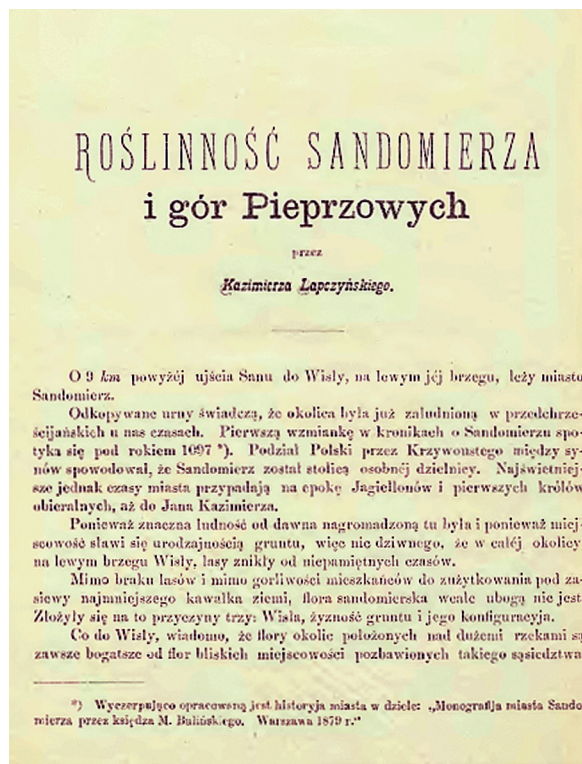 ROŚLINNOŚĆ SANDOMIERZA
i gór Pieprzowych
przez
Kazimierza Łapczyńskiego.
O 9 km powyżéj ujścia Sanu do Wisły, na lewym jéj brzegu, leży miasto
Sandomierz.
Odkopywane urny świadczą, że okolica była już zaludnioną w przedchrze-
ścijańskich u nas czasach. Pierwszą wzmiankę w kronikach o Sandomierzu spo-
tyka się pod rokiem 1097 *). Podział Polski przez Krzywoustego między sy-
nów spowodował, że Sandomierz został stolicą osobnéj dzielnicy. Najświetniej-
sze jednak czasy miasta przypadają na epokę Jagiellonów i pierwszych królów
obieralnych, aż do Jana Kazimierza.
Ponieważ znaczna ludność od dawna nagromadzoną tu była i ponieważ miej-
scowość sławi się urodzajnością gruntu, więc nic dziwnego, że w całéj okolicy
na lewym brzegu Wisły, lasy znikły od niepamiętnych czasów.
Mimo braku lasów i mimo gorliwości mieszkańców do zużytkowania pod za-
siewy najmniejszego kawałka ziemi, flora sandomierska wcale ubogą nie jest.
Złożyły się na to przyczyny trzy: Wisła, żyzność gruntu i jego konfiguracyja.
Co do Wisły, wiadomo, że flory okolic położonych nad dużemi rzekami są
zawsze bogatsze od flor bliskich miejscowości pozbawionych takiego sąsiedztwa
*) Wyczerpująco opracowaną jest historyja miasta w dziele: „Monografija miasta Sando-
mierza przez księdza M. Bulińskiego. Warszawa 1879 r.“